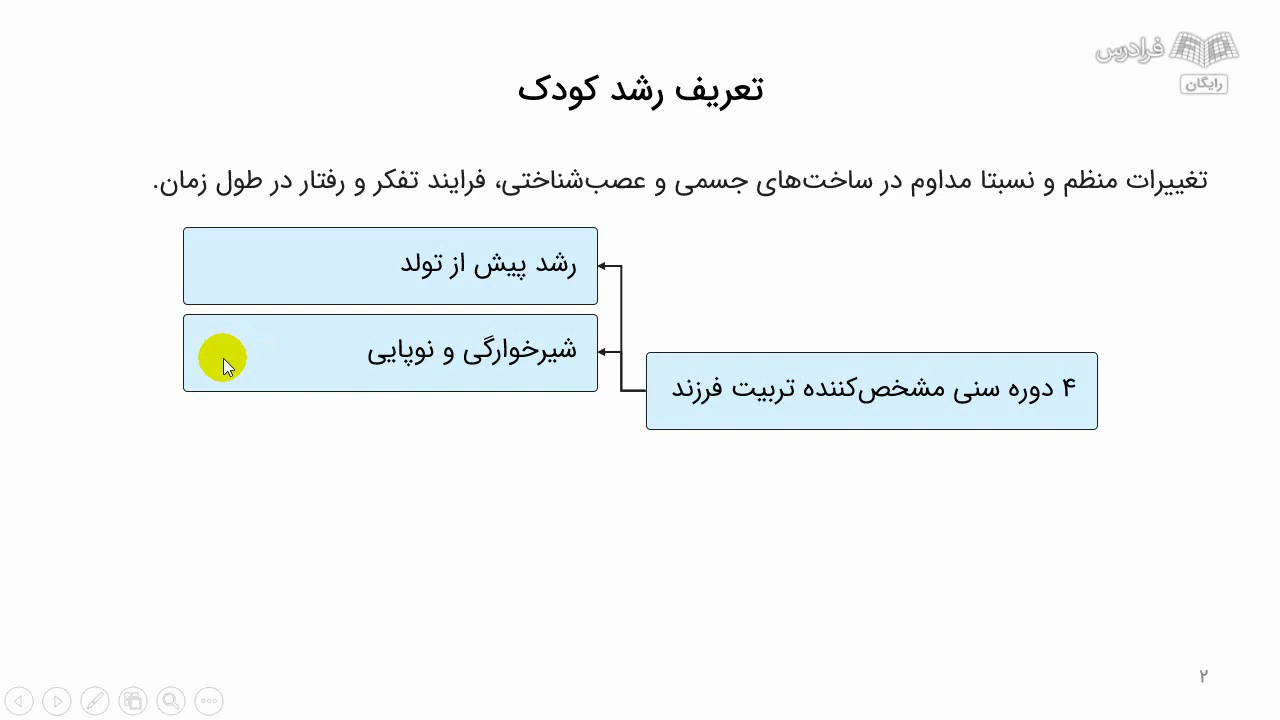 فرادرس
رایگان
تعریف رشد کودک
تغییرات منظم و نسبتا مداوم در ساخت‌های جسمی و عصب‌شناختی، فرایند تفکر و رفتار در طول زمان.
رشد پیش از تولد
شیرخوارگی و نوپایی
۴ دوره سنی مشخص‌کننده تربیت فرزند
۲